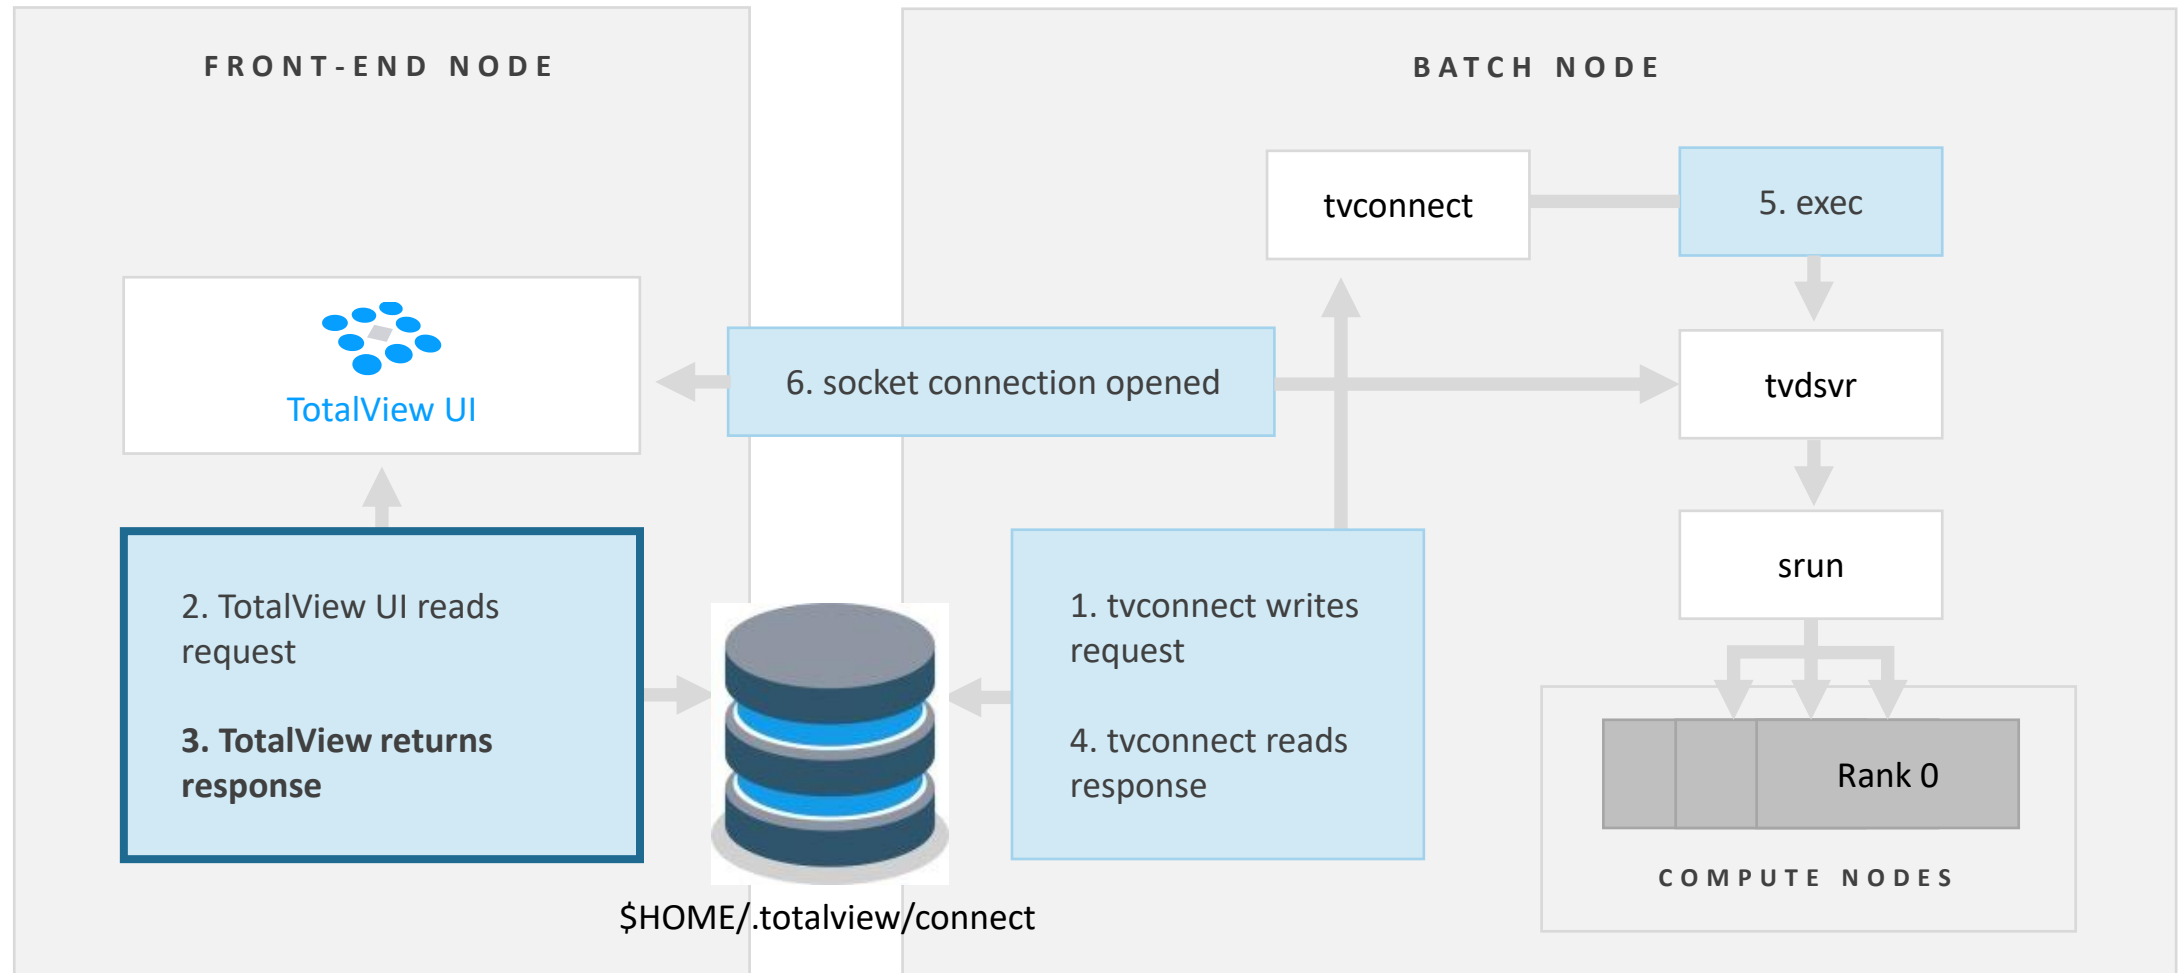 FRONT-END NODE
BATCH NODE
tvconnect
5. exec
TotalView UI
6. socket connection opened
tvdsvr
srun
2. TotalView UI reads
request
3. TotalView returns
response
1. tvconnect writes
request
4. tvconnect reads
response
Rank 0
COMPUTE NODES
$HOME/.totalview/connect